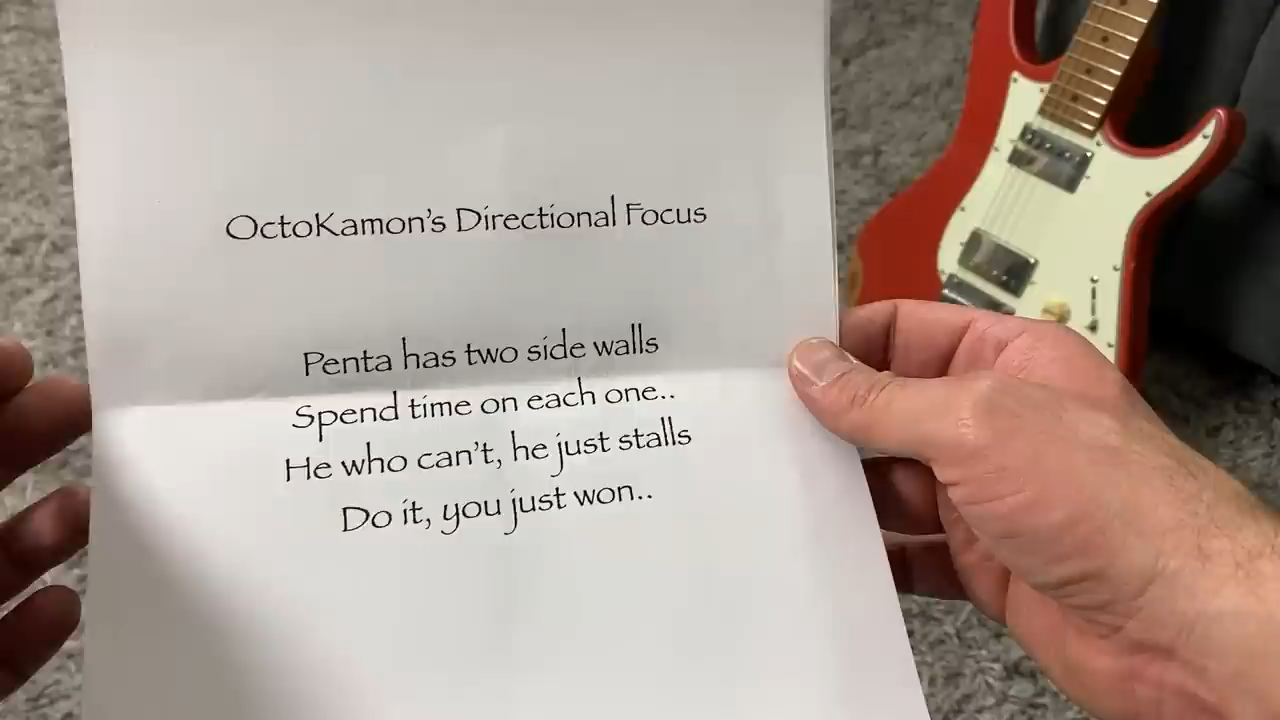 OctoKamon's Directional Focus
Penta has two side walls
Spend time on each one..
He who can't, he just stalls
Do it, you just won..